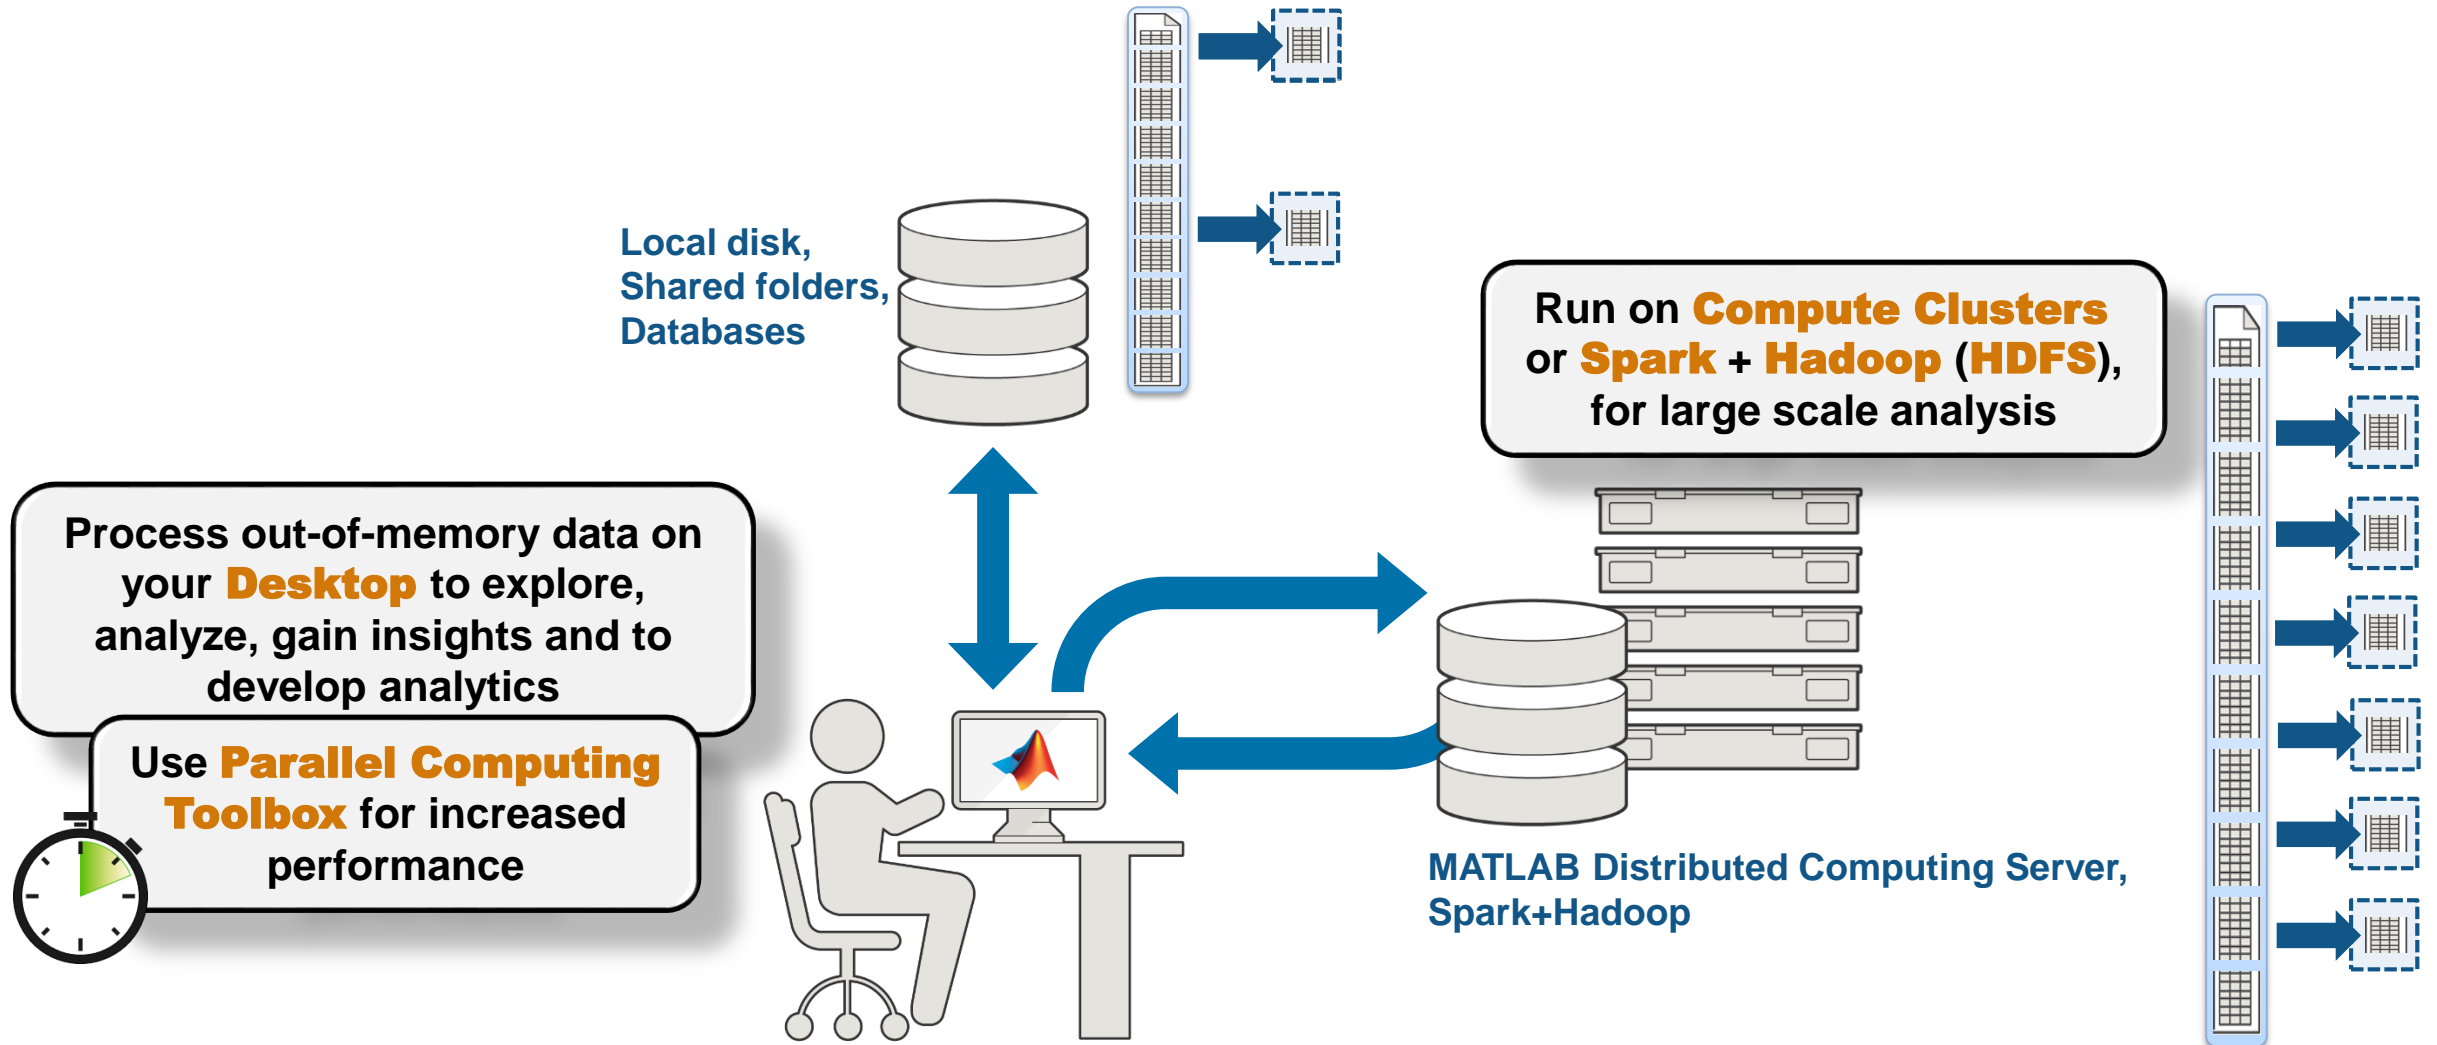 Local disk,
Shared folders,
Databases
Run on Compute Clusters
or Spark + Hadoop (HDFS),
for large scale analysis
Process out-of-memory data on
your Desktop to explore,
analyze, gain insights and to
develop analytics
Use Parallel Computing
Toolbox for increased
performance
MATLAB Distributed Computing Server,
Spark+Hadoop